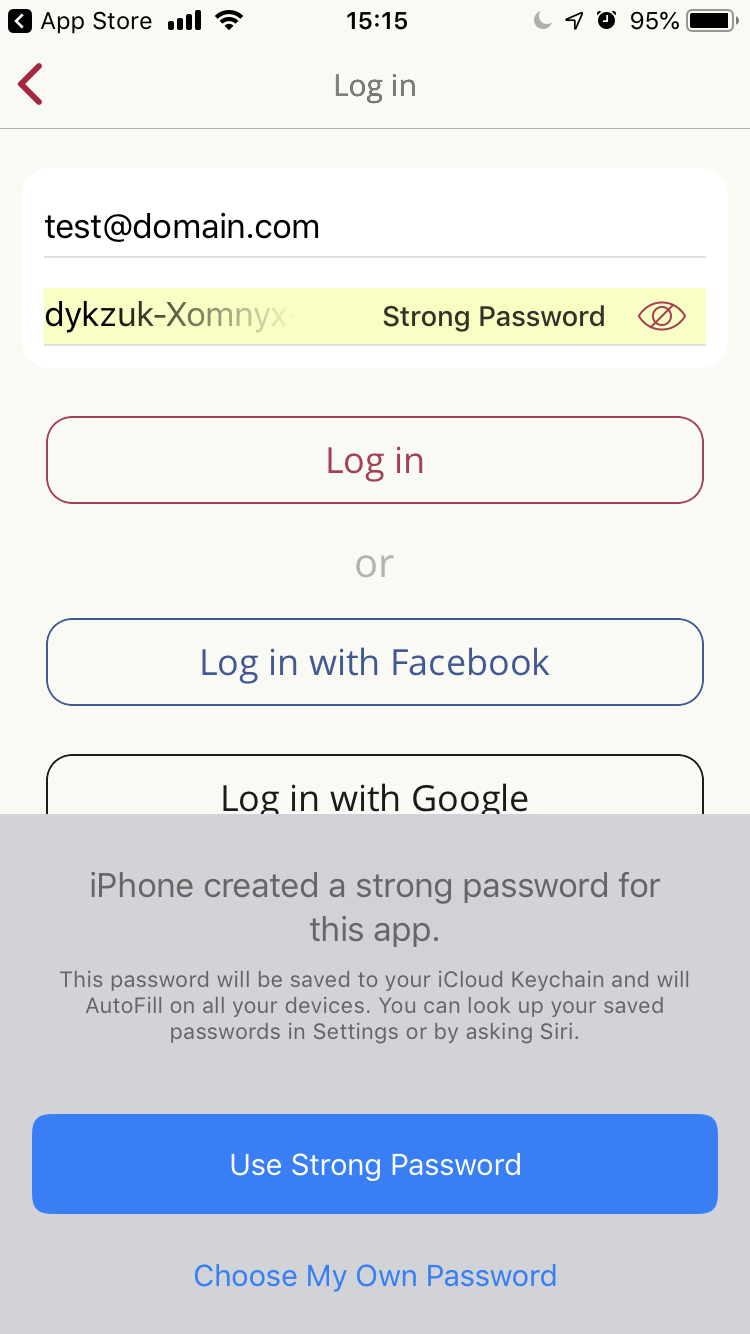 App Store 15:15 95%
Log in
test@domain.com
dykzuk-Xomnyx- Strong Password
Log in
or
Log in with Facebook
Log in with Google
iPhone created a strong password for
this app.
This password will be saved to your iCloud Keychain and will
AutoFill on all your devices. You can look up your saved
passwords in Settings or by asking Siri.
Use Strong Password
Choose My Own Password